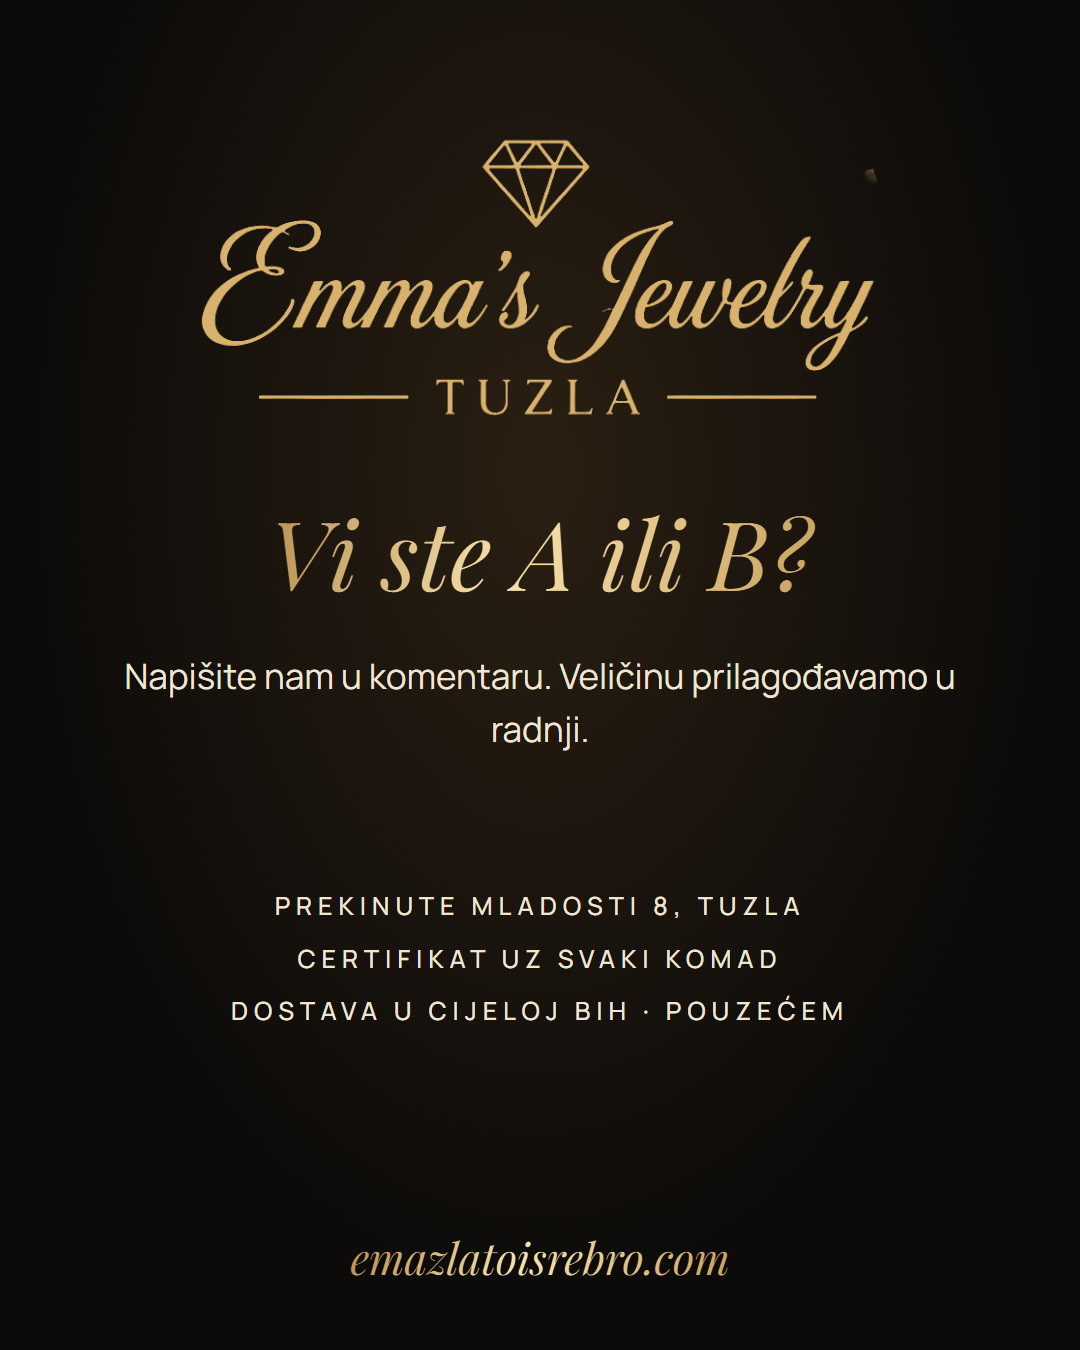 Emma's Jewelry
TUZLA
Vi ste A ili B?
Napišite nam u komentaru. Veličinu prilagođavamo u
radnji.
PREKINUTE MLADOSTI 8, TUZLA
CERTIFIKAT UZ SVAKI KOMAD
DOSTAVA U CIJELOJ BIH · POUZEĆEM
emazlatoisrebro.com